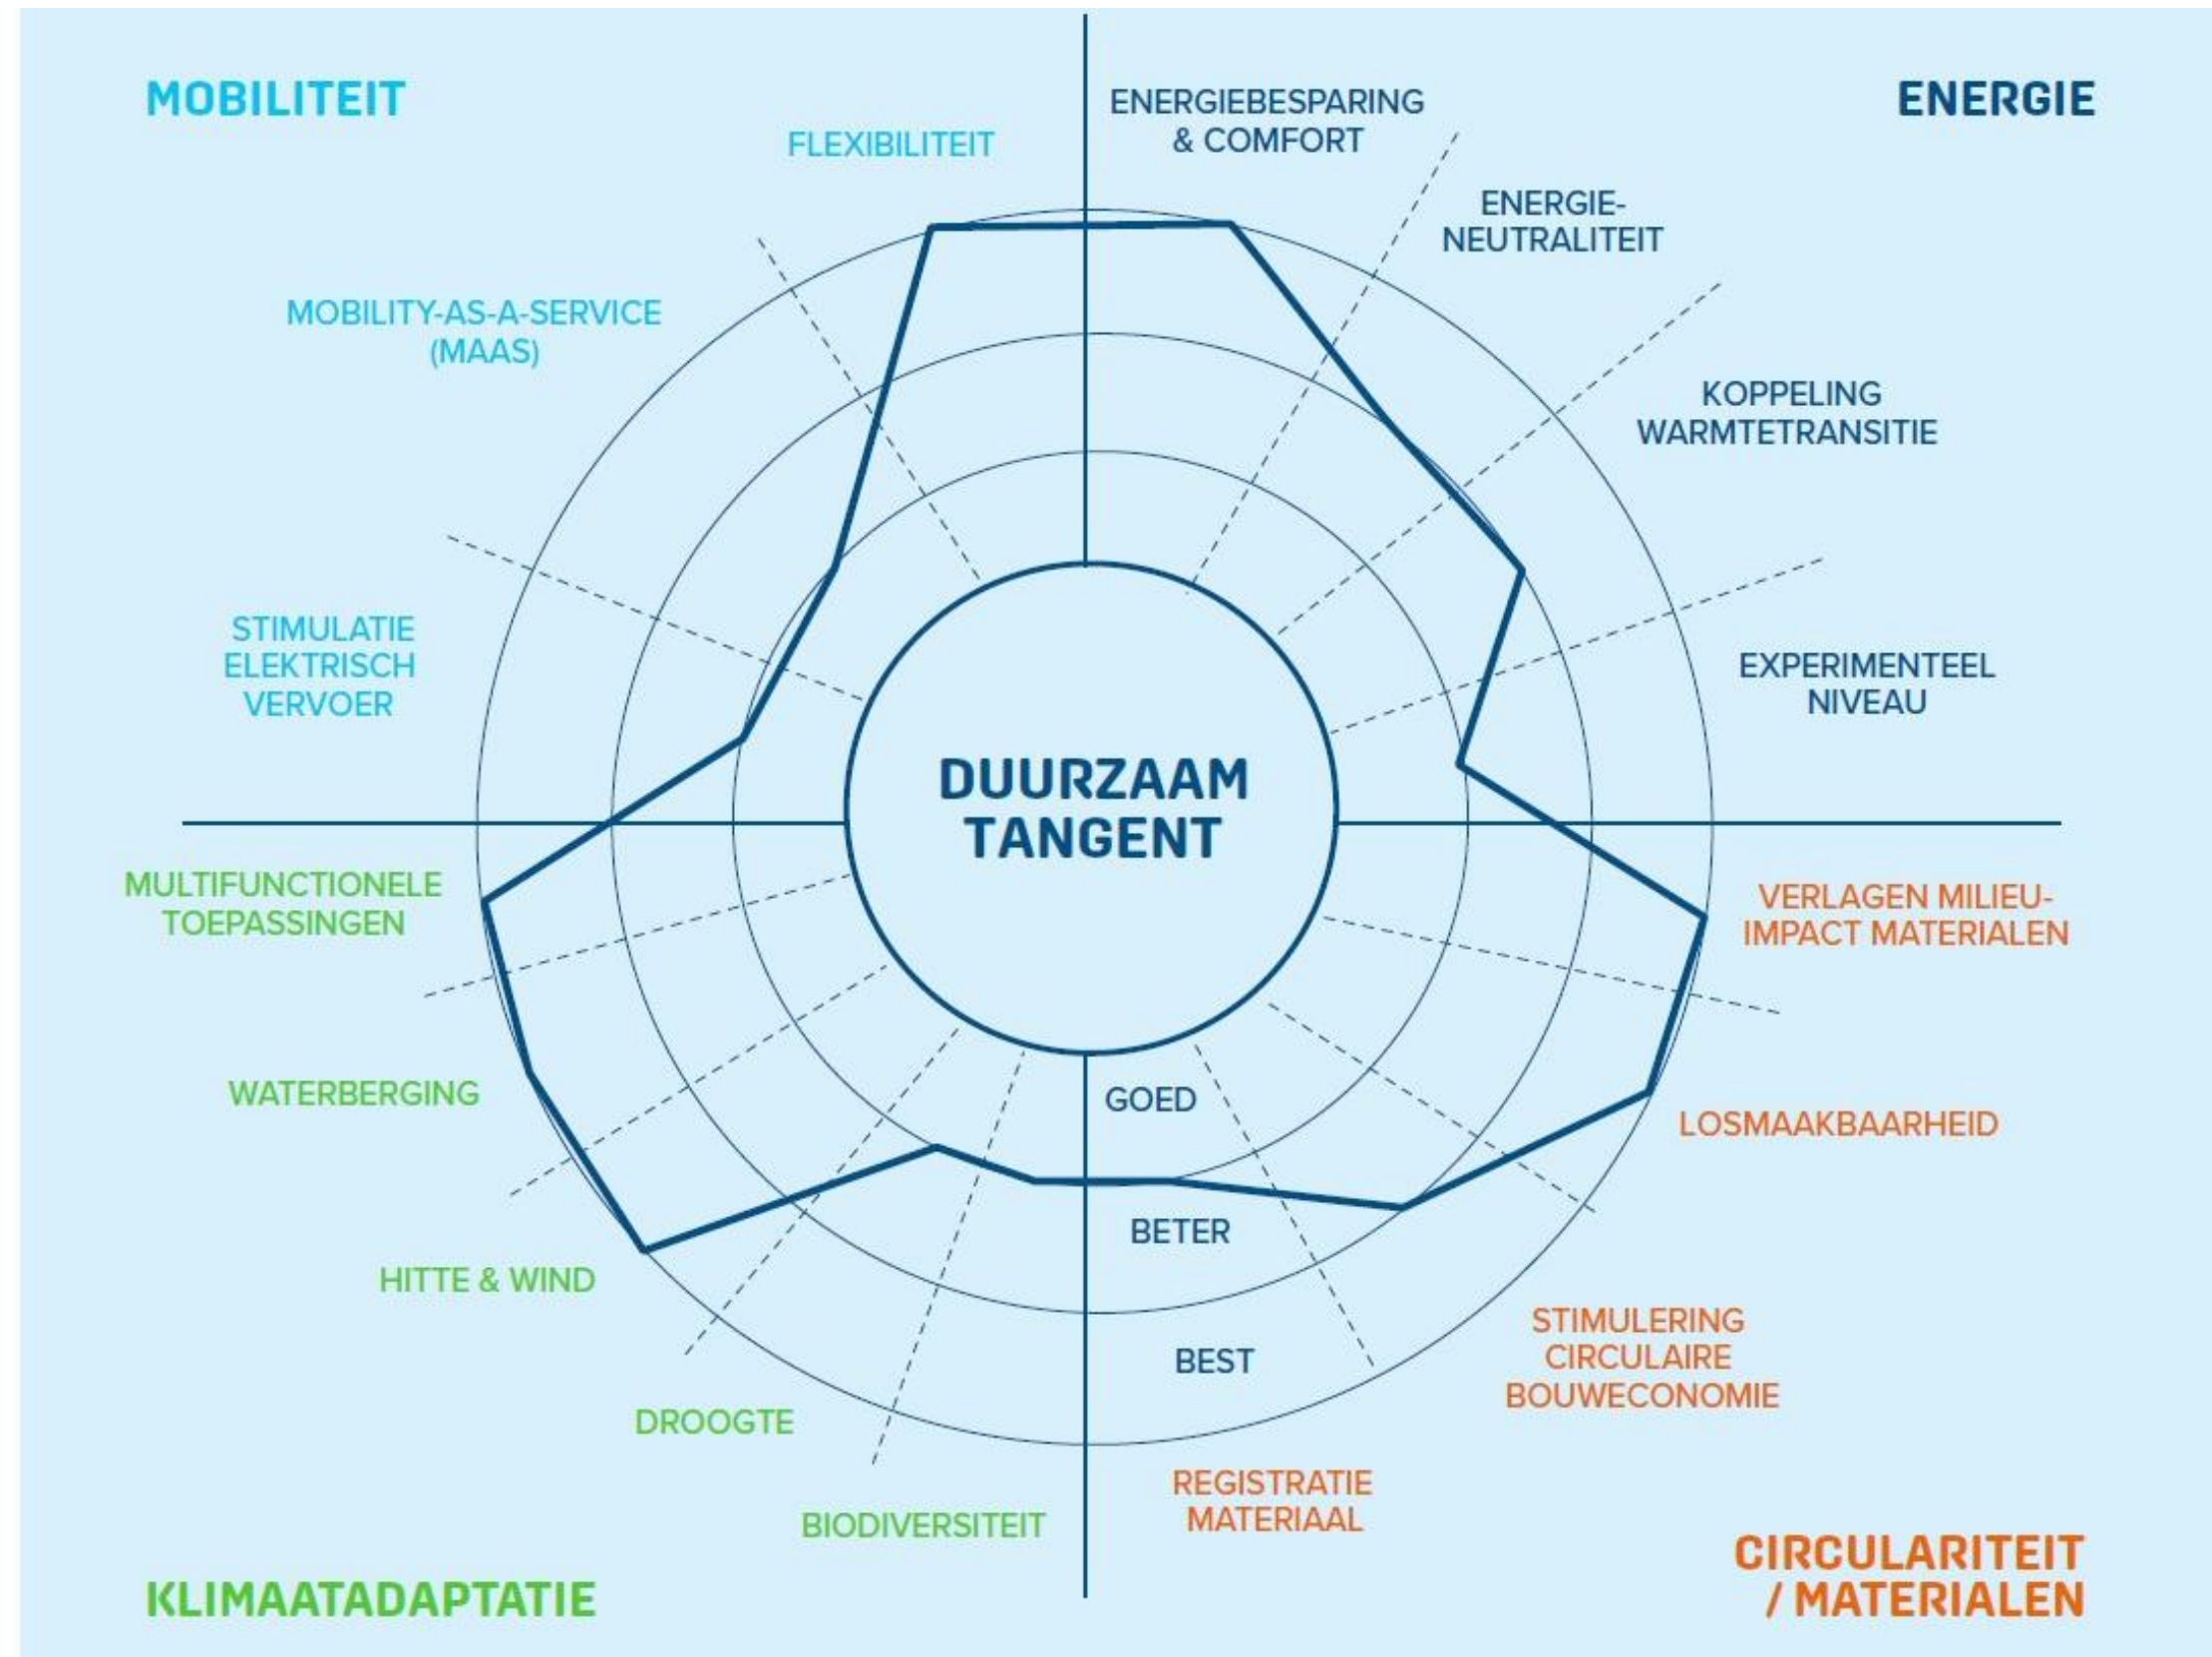 MOBILITEIT
ENERGIE
ENERGIEBESPARING
& COMFORT
FLEXIBILITEIT
ENERGIE-
NEUTRALITEIT
MOBILITY-AS-A-SERVICE
(MAAS)
KOPPELING
WARMTETRANSITIE
STIMULATIE
ELEKTRISCH
VERVOER
EXPERIMENTEEL
NIVEAU
DUURZAAM
TANGENT
MULTIFUNCTIONELE
TOEPASSINGEN
VERLAGEN MILIEU-
IMPACT MATERIALEN
WATERBERGING
GOED
LOSMAAKBAARHEID
BETER
HITTE & WIND
BEST
STIMULERING
CIRCULAIRE
BOUWECONOMIE
DROOGTE
REGISTRATIE
MATERIAAL
BIODIVERSITEIT
KLIMAATADAPTATIE
CIRCULARITEIT
/ MATERIALEN